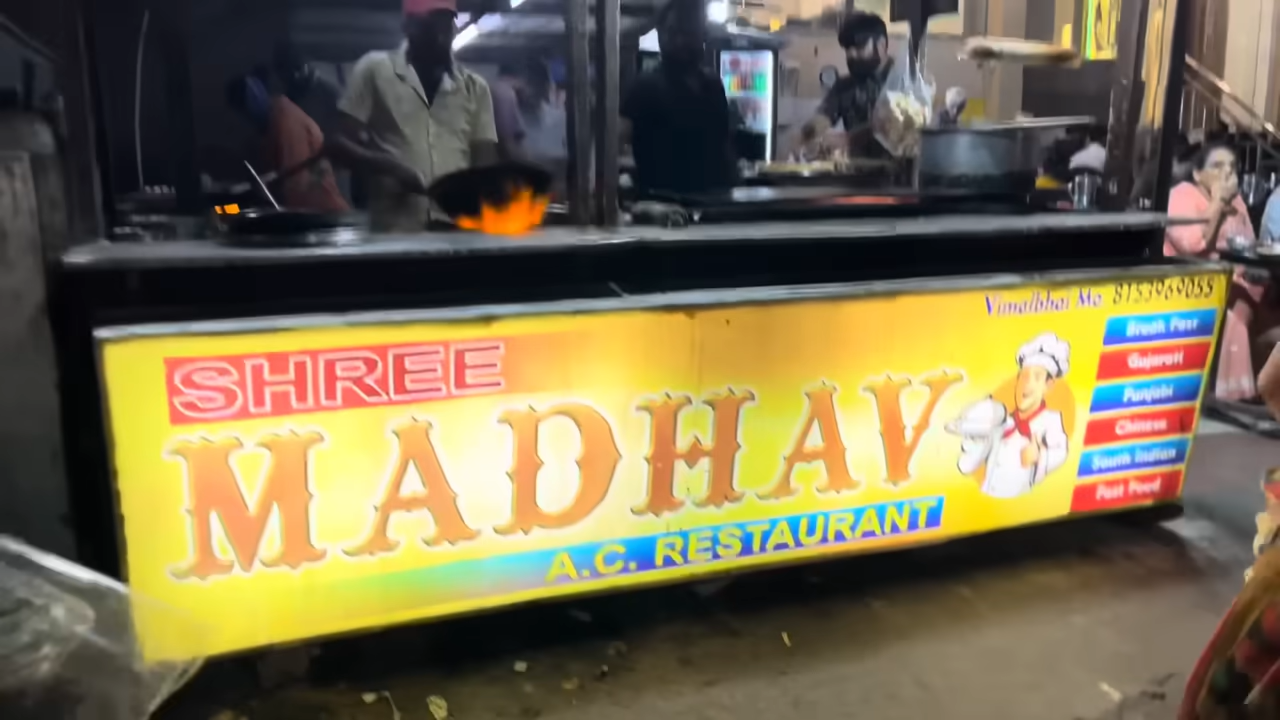 Vimalbhai Mo 8153969055
SHREE
MADHAV
A.C. RESTAURANT
Break Fast
Gujarati
Punjabi
Chinese
South Indian
Fast Food